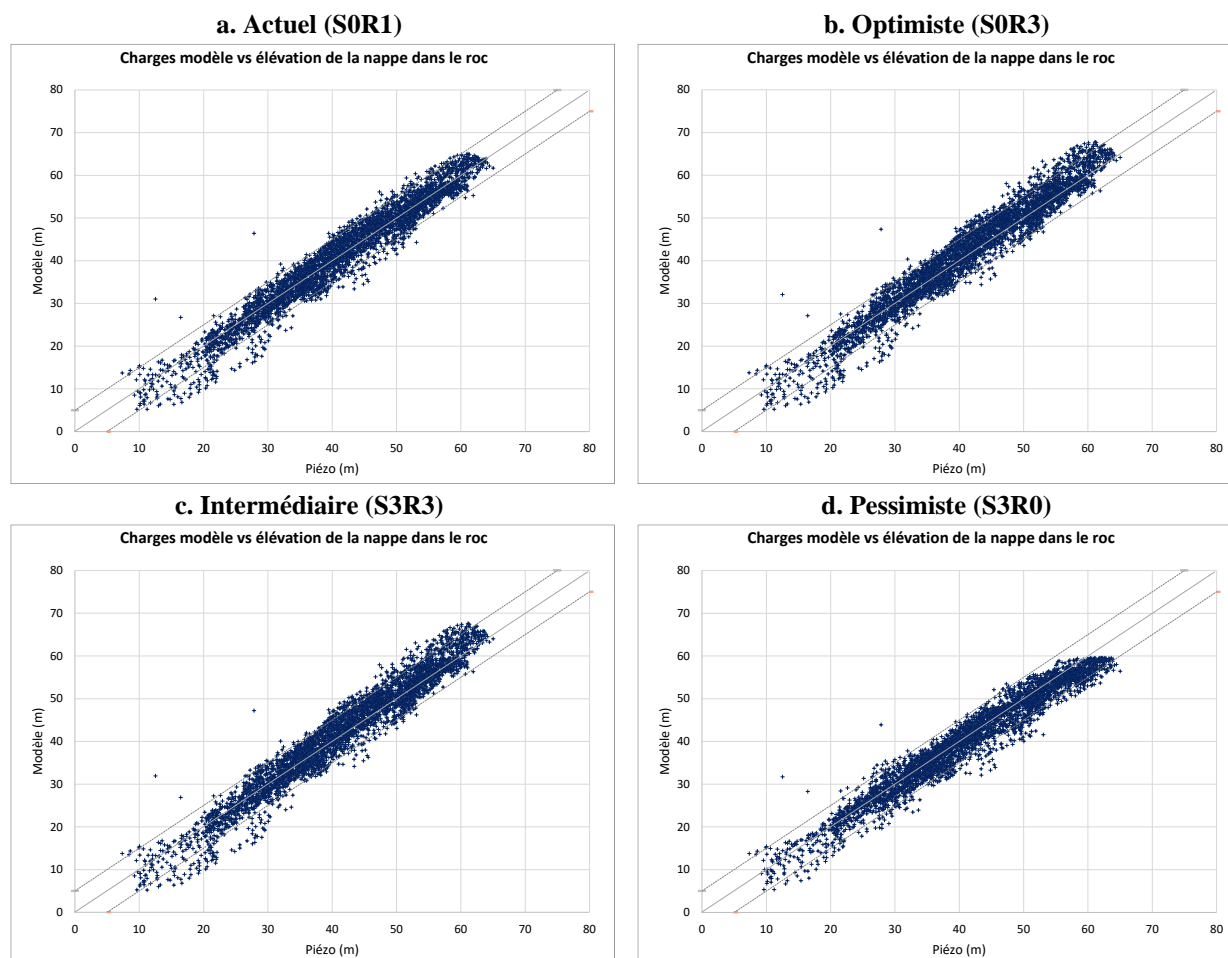 a. Actuel (S0R1)
Charges modèle vs élévation de la nappe dans le roc
80
70
60
50
40
30
20
10
0
Modèle (m)
0 10 20 30 40 50 60 70 80
Piézo (m)
b. Optimiste (S0R3)
Charges modèle vs élévation de la nappe dans le roc
80
70
60
50
40
30
20
10
0
Modèle (m)
0 10 20 30 40 50 60 70 80
Piézo (m)
c. Intermédiaire (S3R3)
Charges modèle vs élévation de la nappe dans le roc
80
70
60
50
40
30
20
10
0
Modèle (m)
0 10 20 30 40 50 60 70 80
Piézo (m)
d. Pessimiste (S3R0)
Charges modèle vs élévation de la nappe dans le roc
80
70
60
50
40
30
20
10
0
Modèle (m)
0 10 20 30 40 50 60 70 80
Piézo (m)